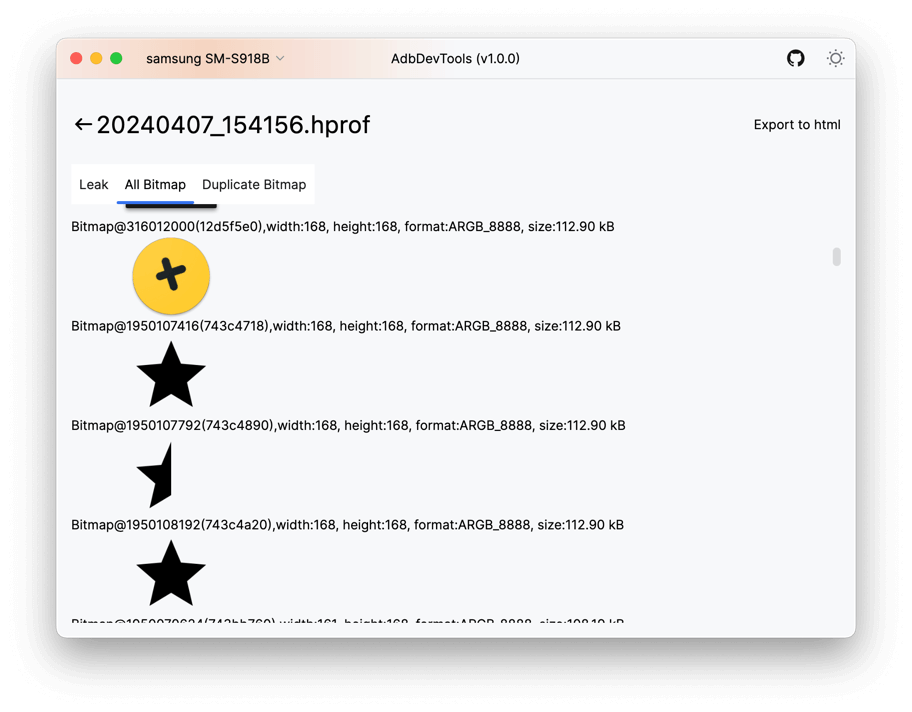 samsung SM-S918B
AdbDevTools (v1.0.0)
20240407_154156.hprof
Export to html
Leak All Bitmap Duplicate Bitmap
Bitmap@316012000(12d5f5e0),width:168, height:168, format:ARGB_8888, size:112.90 kB
Bitmap@1950107416(743c4718),width:168, height:168, format:ARGB_8888, size:112.90 kB
Bitmap@1950107792(743c4890),width:168, height:168, format:ARGB_8888, size:112.90 kB
Bitmap@1950108192(743c4a20),width:168, height:168, format:ARGB_8888, size:112.90 kB